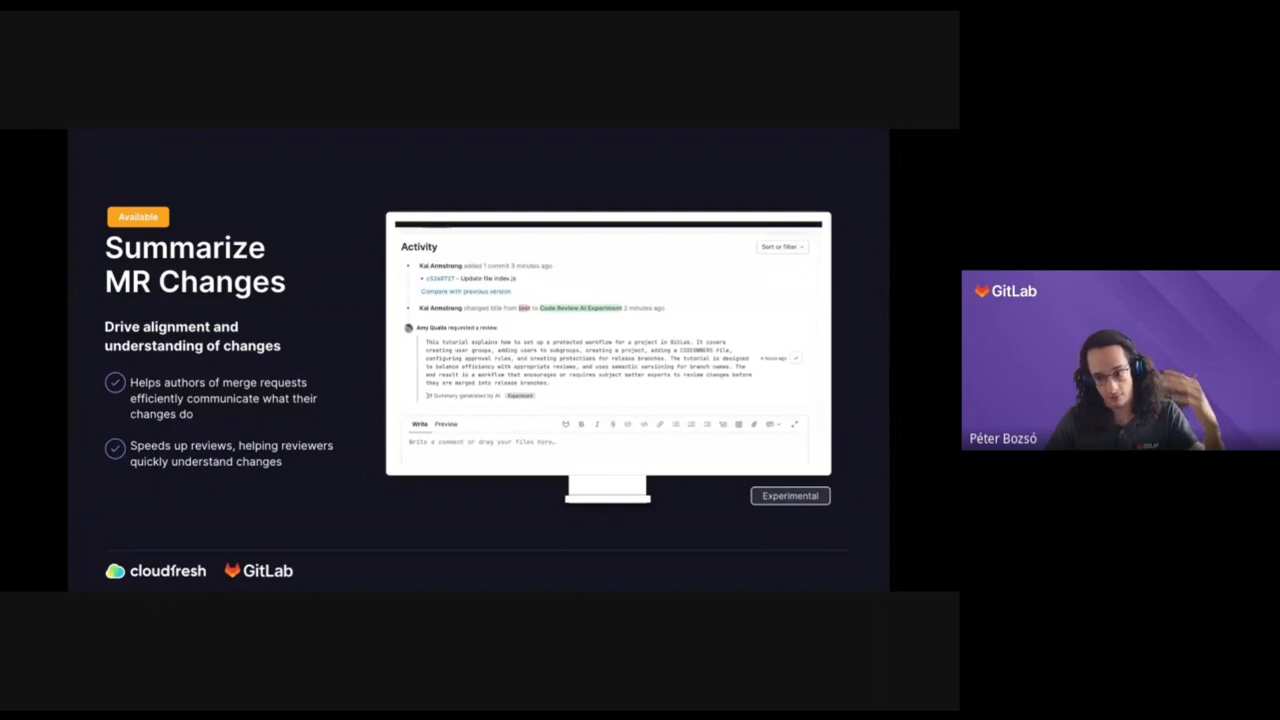 Available
Summarize
MR Changes
Drive alignment and
understanding of changes
Helps authors of merge requests
efficiently communicate what their
changes do
Speeds up reviews, helping reviewers
quickly understand changes
Activity
Sort or filter
Kai Armstrong added 1 commit 3 minutes ago
- Update file index.js
Compare with previous version
Kai Armstrong changed title from test to Code Review AI Experiment 2 minutes ago
Amy Qualls requested a review.
This tutorial explains how to set up a protected workflow for a project in GitLab. It covers
creating user groups, adding users to subgroups, creating a project, adding a CODEOWNERS file,
configuring approval rules, and creating protections for release branches. The tutorial is designed
to balance efficiency with appropriate reviews, and uses semantic versioning for branch names. The
end result is a workflow that encourages or requires subject matter experts to review changes before
they are merged into release branches.
4 hours ago
Summary generated by AI Experiment
Write Preview
Write a comment or drag your files here…
Experimental
cloudfresh GitLab
GitLab
Péter Bozsó